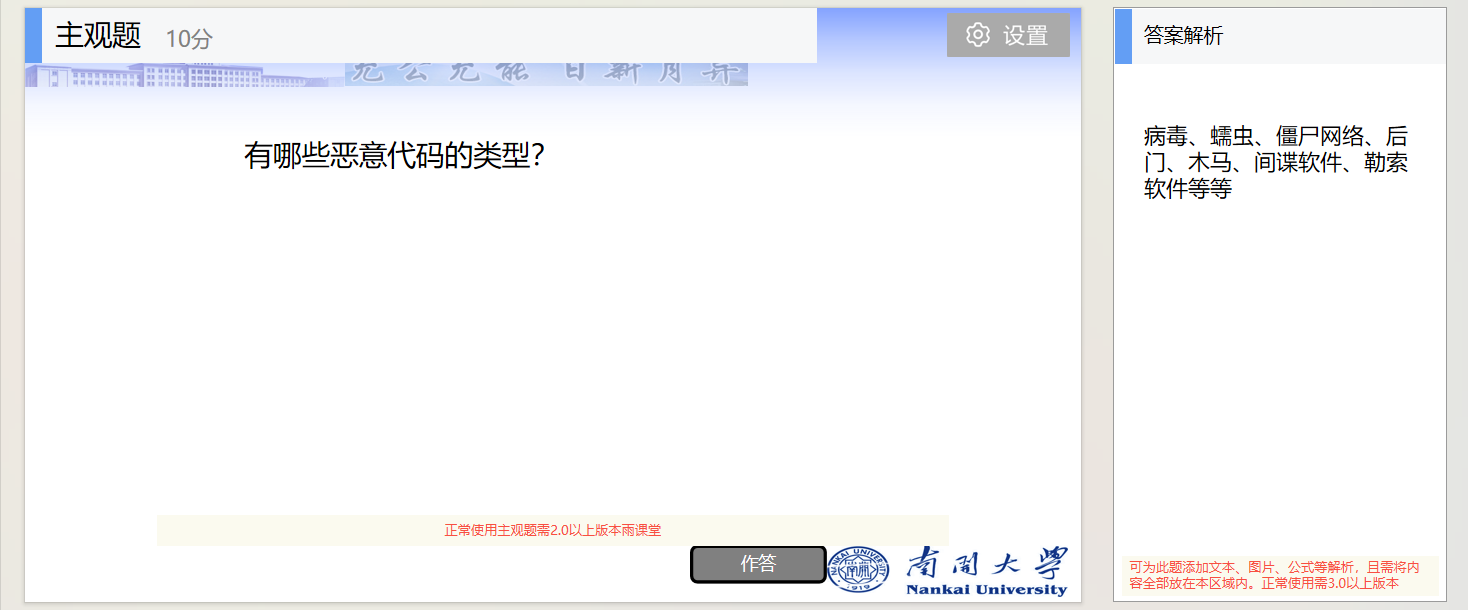 主观题 10分
设置
允公允能 日新月异
有哪些恶意代码的类型？
正常使用主观题需2.0以上版本雨课堂
作答
NANKAI UNIVERSITY
1919
南開大學
Nankai University
答案解析
病毒、蠕虫、僵尸网络、后
门、木马、间谍软件、勒索
软件等等
可为此题添加文本、图片、公式等解析，且需将内
容全部放在本区域内。正常使用需3.0以上版本